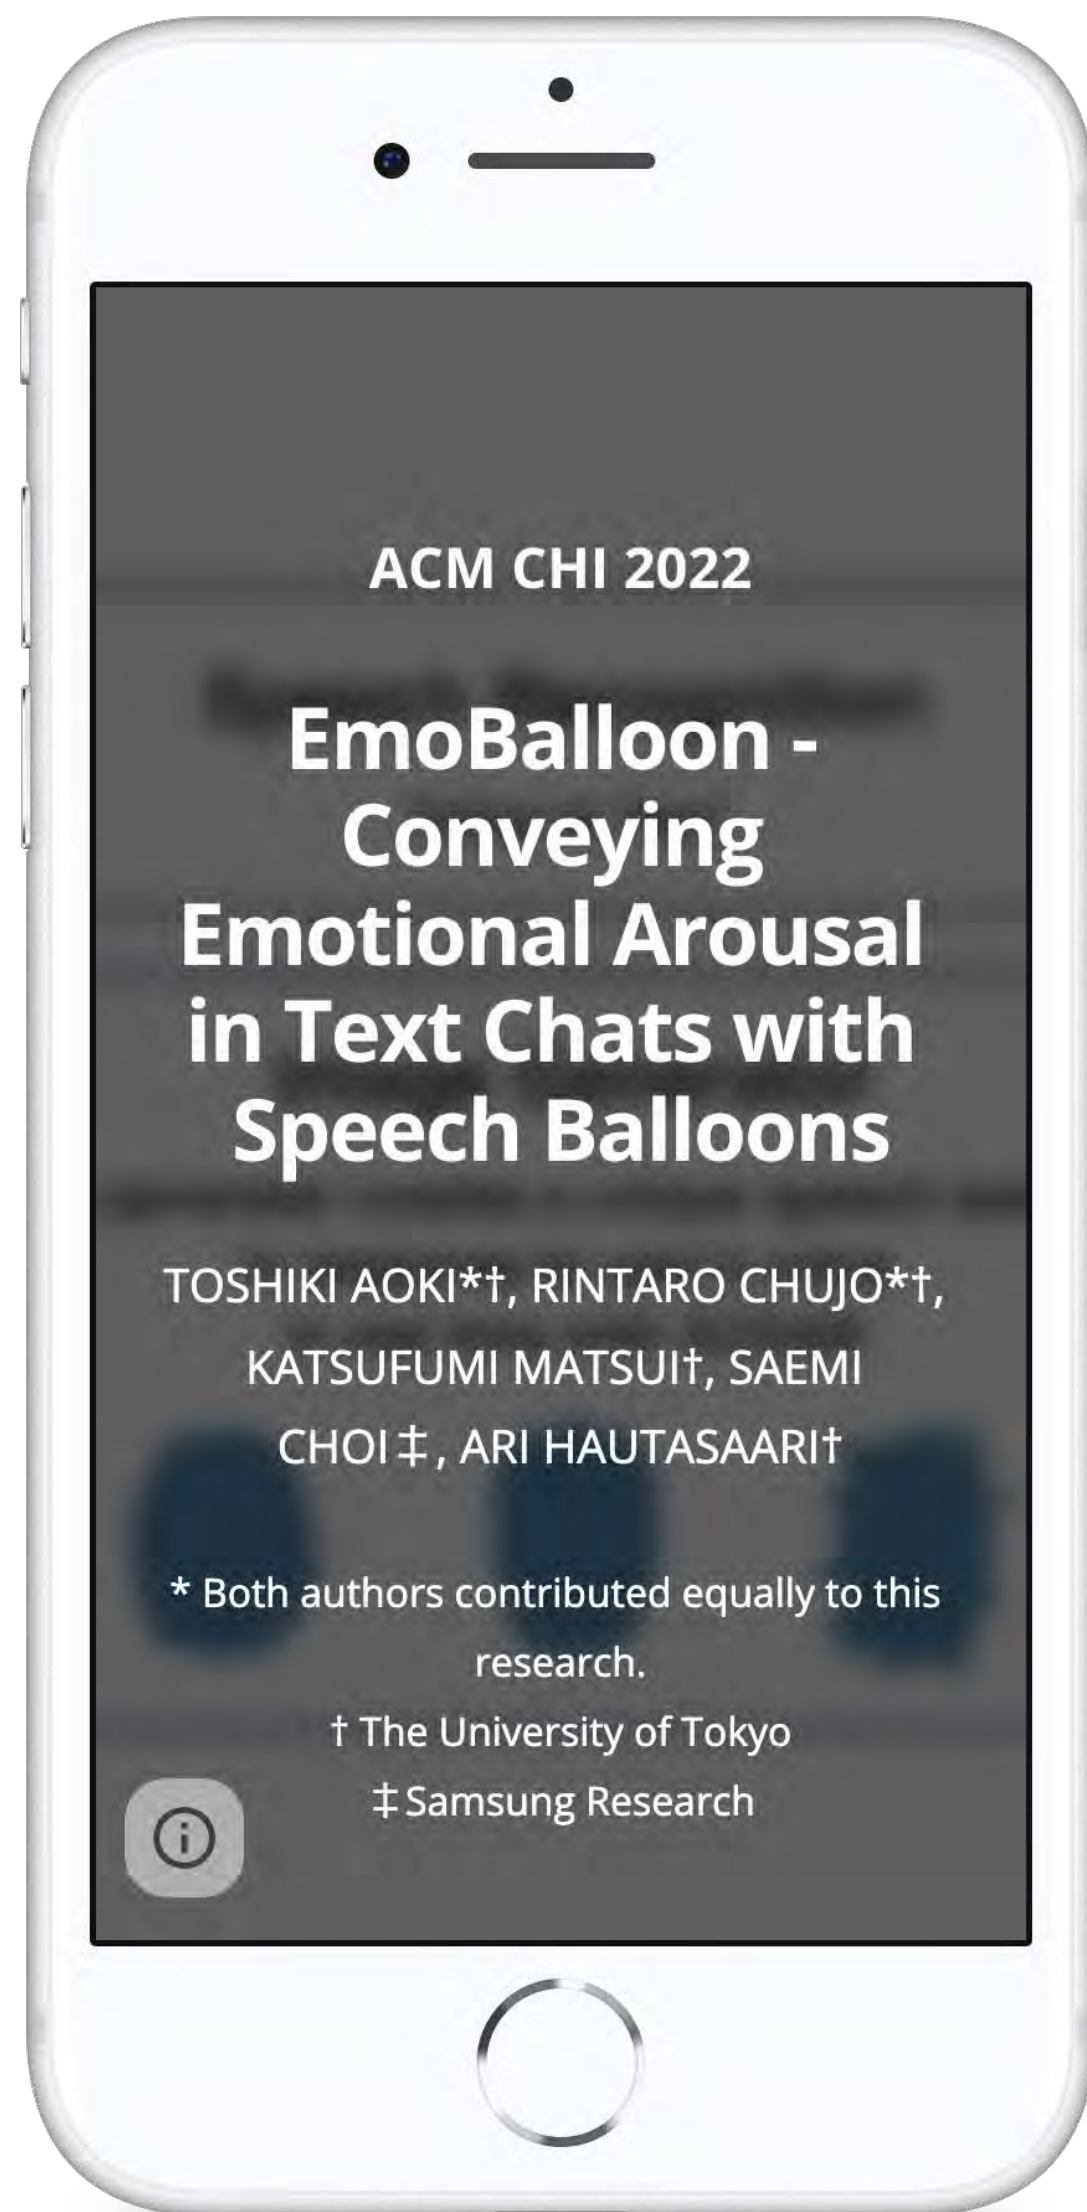 ACM CHI 2022
EmoBalloon -
Conveying
Emotional Arousal
in Text Chats with
Speech Balloons
TOSHIKI AOKI*†, RINTARO CHUJO*†,
KATSUFUMI MATSUI†, SAEMI
CHOI‡, ARI HAUTASAARI†
* Both authors contributed equally to this
research.
† The University of Tokyo
‡Samsung Research